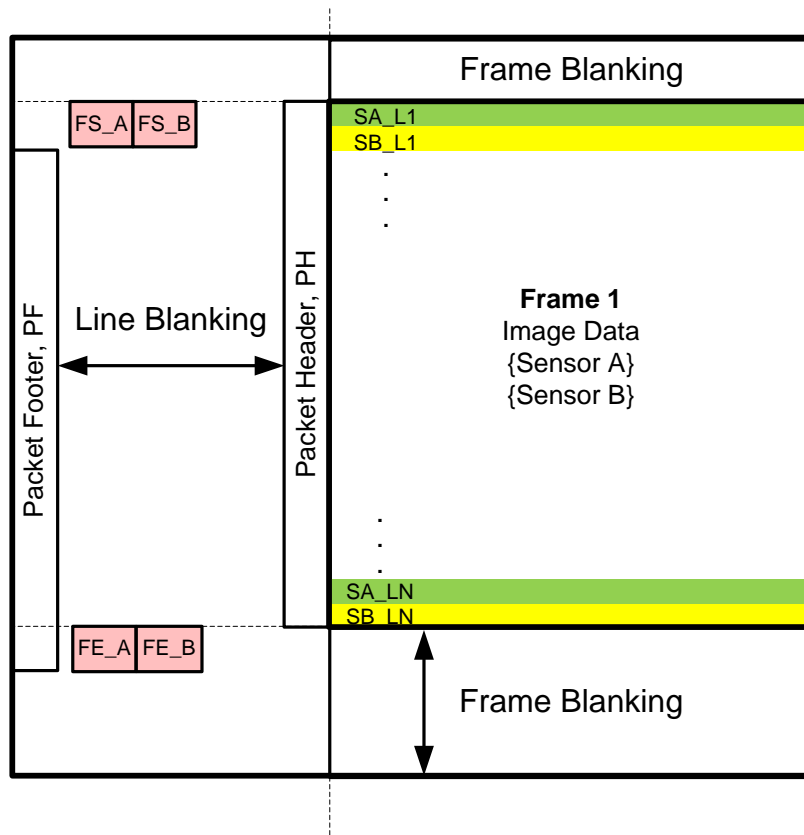 Frame Blanking
FS_A FS_B
SA_L1
SB_L1
.
.
.
Packet Footer, PF
Line Blanking
Packet Header, PH
Frame 1
Image Data
{Sensor A}
{Sensor B}
.
.
.
SA_LN
SB_LN
FE_A FE_B
Frame Blanking